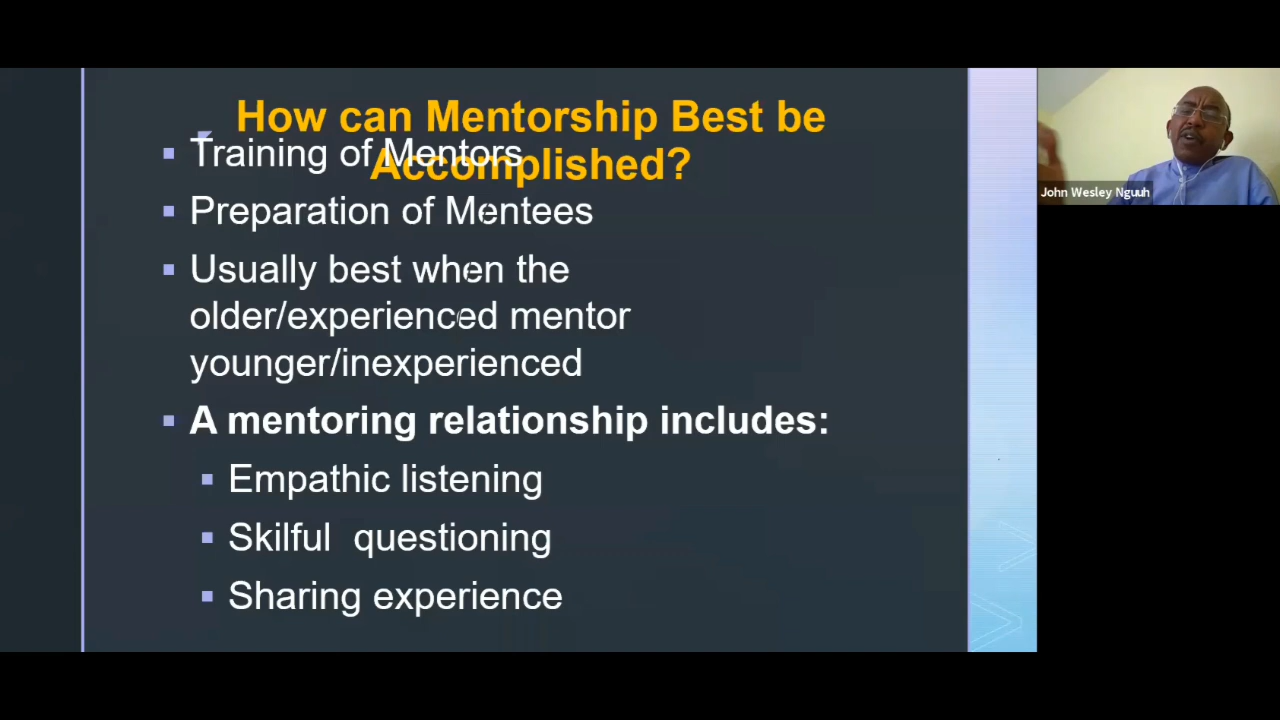 How can Mentorship Best be
Accomplished?
Training of Mentors
Preparation of Mentees
Usually best when the
older/experienced mentor
younger/inexperienced
A mentoring relationship includes:
Empathic listening
Skilful questioning
Sharing experience
John Wesley Nguuh